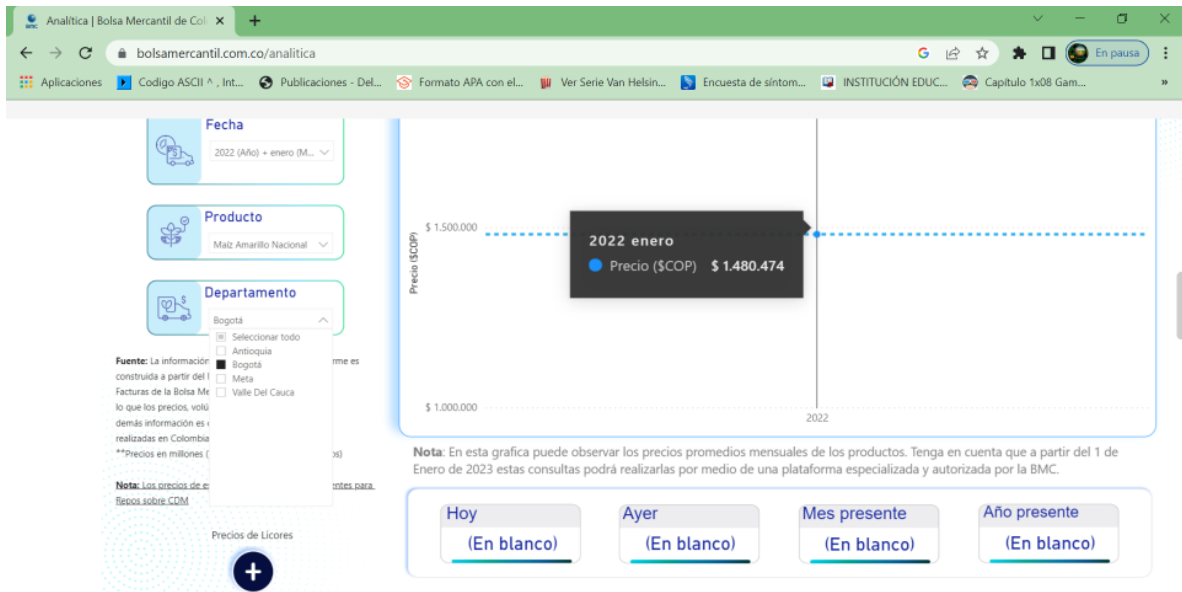 Analítica | Bolsa Mercantil de Col
bolsamercantil.com.co/analitica
En pausa
Aplicaciones
Codigo ASCII ^ , Int...
Publicaciones - Del...
Formato APA con el...
Ver Serie Van Helsin...
Encuesta de síntom...
INSTITUCIÓN EDUC...
Capítulo 1x08 Gam...
Fecha
2022 (Año) + enero (M...
Producto
Maiz Amarillo Nacional
Departamento
Bogotá
Seleccionar todo
Antioquia
Bogotá
Meta
Valle Del Cauca
Fuente: La información
rme es
construida a partir del
Facturas de la Bolsa Me
lo que los precios, volú
demás información es
realizadas en Colombia
**Precios en millones (
os)
Nota: Los precios de e
entes para
Repos sobre CDM
Precios de Licores
Precio ($COP)
$ 1.500.000
$ 1.000.000
2022 enero
Precio ($COP) $ 1.480.474
2022
Nota: En esta grafica puede observar los precios promedios mensuales de los productos. Tenga en cuenta que a partir del 1 de
Enero de 2023 estas consultas podrá realizarlas por medio de una plataforma especializada y autorizada por la BMC.
Hoy
(En blanco)
Ayer
(En blanco)
Mes presente
(En blanco)
Año presente
(En blanco)